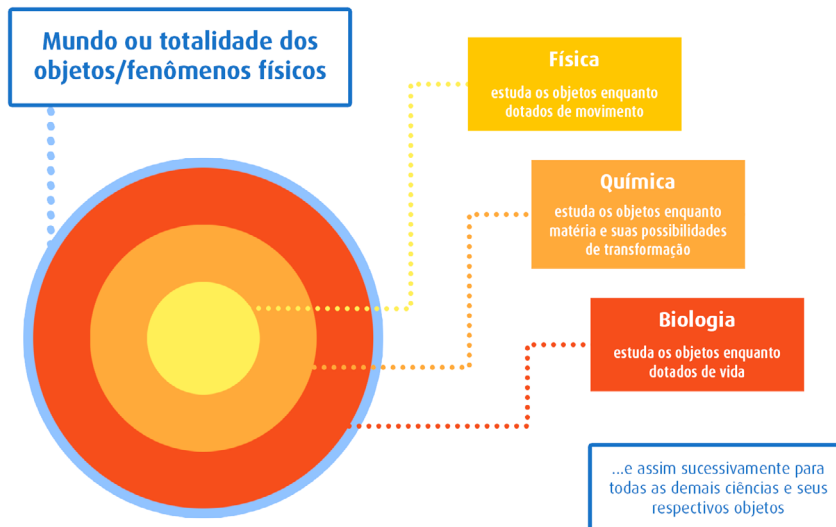 Mundo ou totalidade dos
objetos/fenômenos físicos
Física
estuda os objetos enquanto
dotados de movimento
Química
estuda os objetos enquanto
matéria e suas possibilidades
de transformação
Biologia
estuda os objetos enquanto
dotados de vida
...e assim sucessivamente para
todas as demais ciências e seus
respectivos objetos